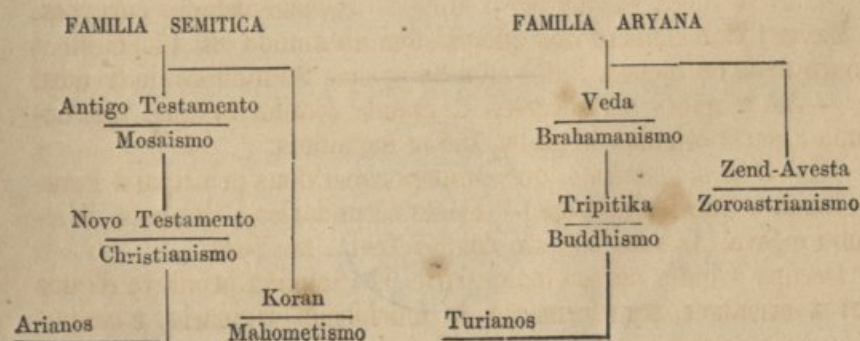 FAMILIA SEMITICA
Antigo Testamento
Mosaismo
Novo Testamento
Christianismo
Koran
Mahometismo
Arianos
FAMILIA ARYANA
Veda
Brahamanismo
Zend-Avesta
Zoroastrianismo
Tripitika
Buddhismo
Turianos